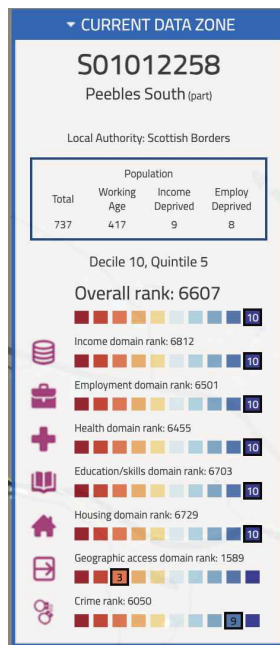 CURRENT DATA ZONE
S01012258
Peebles South (part)
Local Authority: Scottish Borders
Population
Total Working Age Income Deprived Employ Deprived
737 417 9 8
Decile 10, Quintile 5
Overall rank: 6607
10
Income domain rank: 6812
10
Employment domain rank: 6501
10
Health domain rank: 6455
10
Education/skills domain rank: 6703
10
Housing domain rank: 6729
10
Geographic access domain rank: 1589
3
Crime rank: 6050
9